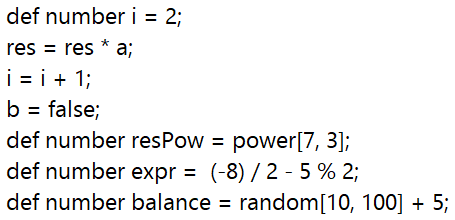 def number i = 2;
res = res * a;
i = i + 1;
b = false;
def number resPow = power[7, 3];
def number expr =  (-8) / 2 - 5 % 2;
def number balance = random[10, 100] + 5;